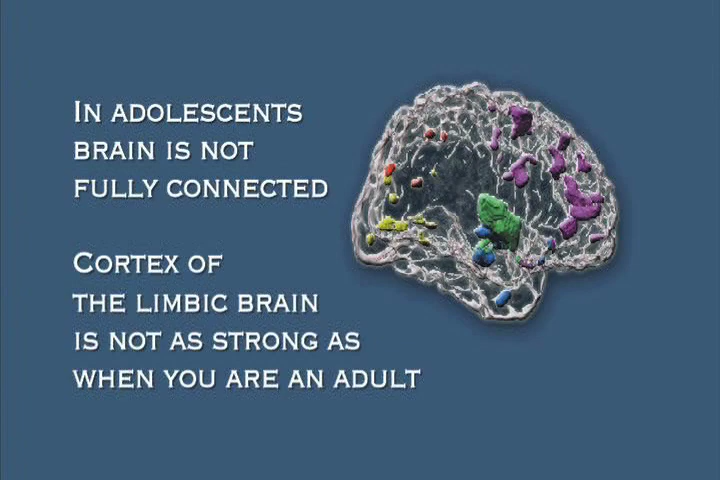 In adolescents
brain is not
fully connected
Cortex of
the limbic brain
is not as strong as
when you are an adult